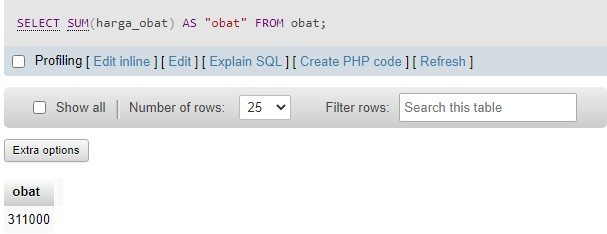 SELECT SUM(harga_obat) AS "obat" FROM obat;
Profiling [ Edit inline ] [ Edit ] [ Explain SQL ] [ Create PHP code ] [ Refresh ]
Show all Number of rows: 25 Filter rows: Search this table
Extra options
obat
311000